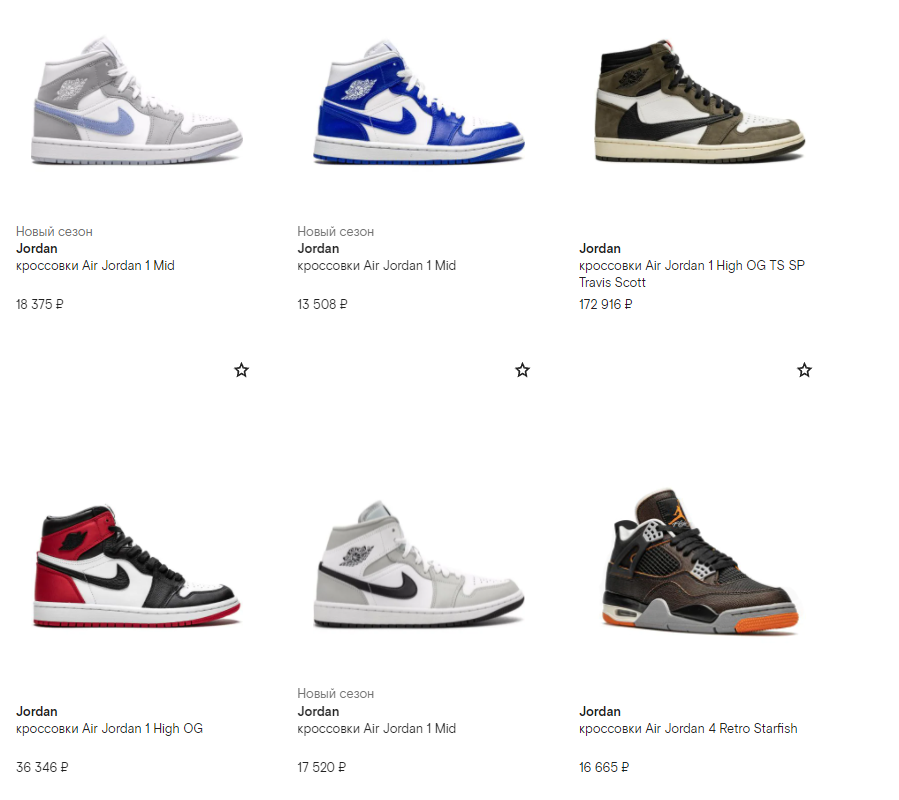 Новый сезон
Jordan
кроссовки Air Jordan 1 Mid
18 375 ₽
Новый сезон
Jordan
кроссовки Air Jordan 1 Mid
13 508 ₽
Jordan
кроссовки Air Jordan 1 High OG TS SP
Travis Scott
172 916 ₽
Jordan
кроссовки Air Jordan 1 High OG
36 346 ₽
Новый сезон
Jordan
кроссовки Air Jordan 1 Mid
17 520 ₽
Jordan
кроссовки Air Jordan 4 Retro Starfish
16 665 ₽